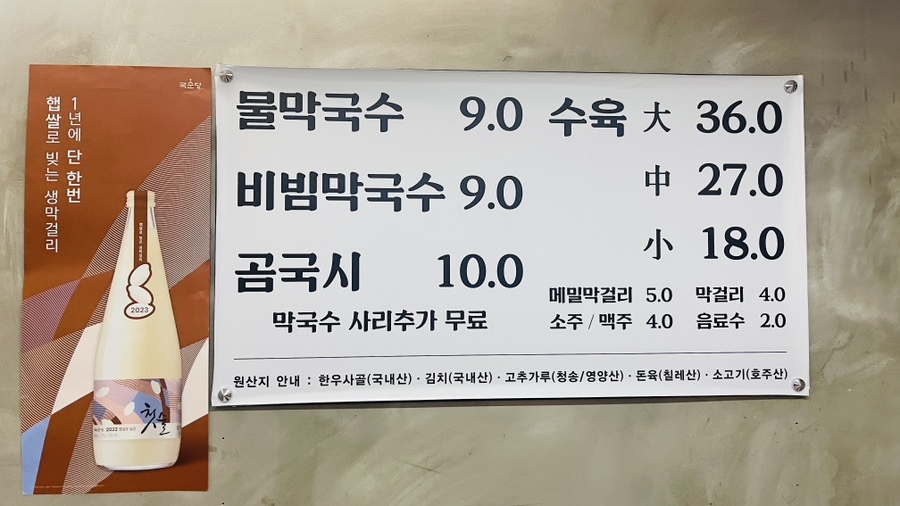 국순당
1년에 단 한번
햅쌀로 빚는 생막걸리
2023
첫술
2023
물막국수 9.0
비빔막국수 9.0
곰국시 10.0
막국수 사리추가 무료
수육 大 36.0
中 27.0
小 18.0
메밀막걸리 5.0 막걸리 4.0
소주 / 맥주 4.0 음료수 2.0
원산지 안내 : 한우사골(국내산) · 김치(국내산) · 고추가루(청송/영양산) · 돈육(칠레산) · 소고기(호주산)